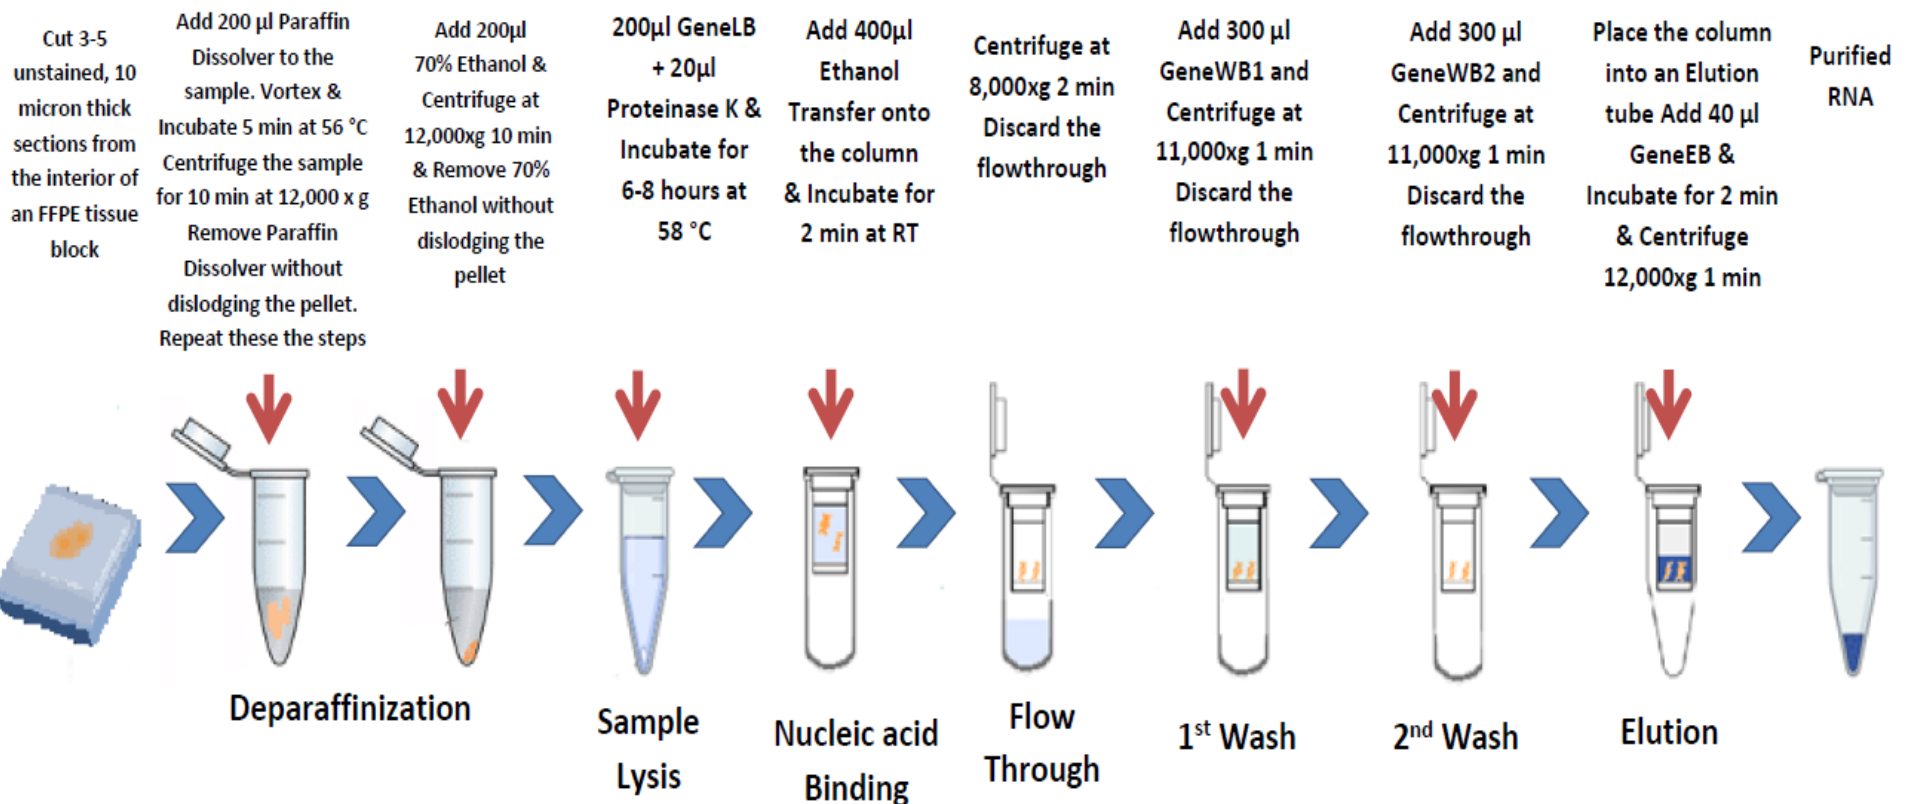 Cut 3-5
unstained, 10
micron thick
sections from
the interior of
an FFPE tissue
block
Add 200 µl Paraffin
Dissolver to the
sample. Vortex &
Incubate 5 min at 56 °C
Centrifuge the sample
for 10 min at 12,000 x g
Remove Paraffin
Dissolver without
dislodging the pellet.
Repeat these the steps
Add 200µl
70% Ethanol &
Centrifuge at
12,000xg 10 min
& Remove 70%
Ethanol without
dislodging the
pellet
200µl GeneLB
+ 20µl
Proteinase K &
Incubate for
6-8 hours at
58 °C
Add 400µl
Ethanol
Transfer onto
the column
& Incubate for
2 min at RT
Centrifuge at
8,000xg 2 min
Discard the
flowthrough
Add 300 µl
GeneWB1 and
Centrifuge at
11,000xg 1 min
Discard the
flowthrough
Add 300 µl
GeneWB2 and
Centrifuge at
11,000xg 1 min
Discard the
flowthrough
Place the column
into an Elution
tube Add 40 µl
GeneEB &
Incubate for 2 min
& Centrifuge
12,000xg 1 min
Purified
RNA
Deparaffinization
Sample
Lysis
Nucleic acid
Binding
Flow
Through
1st Wash
2nd Wash
Elution